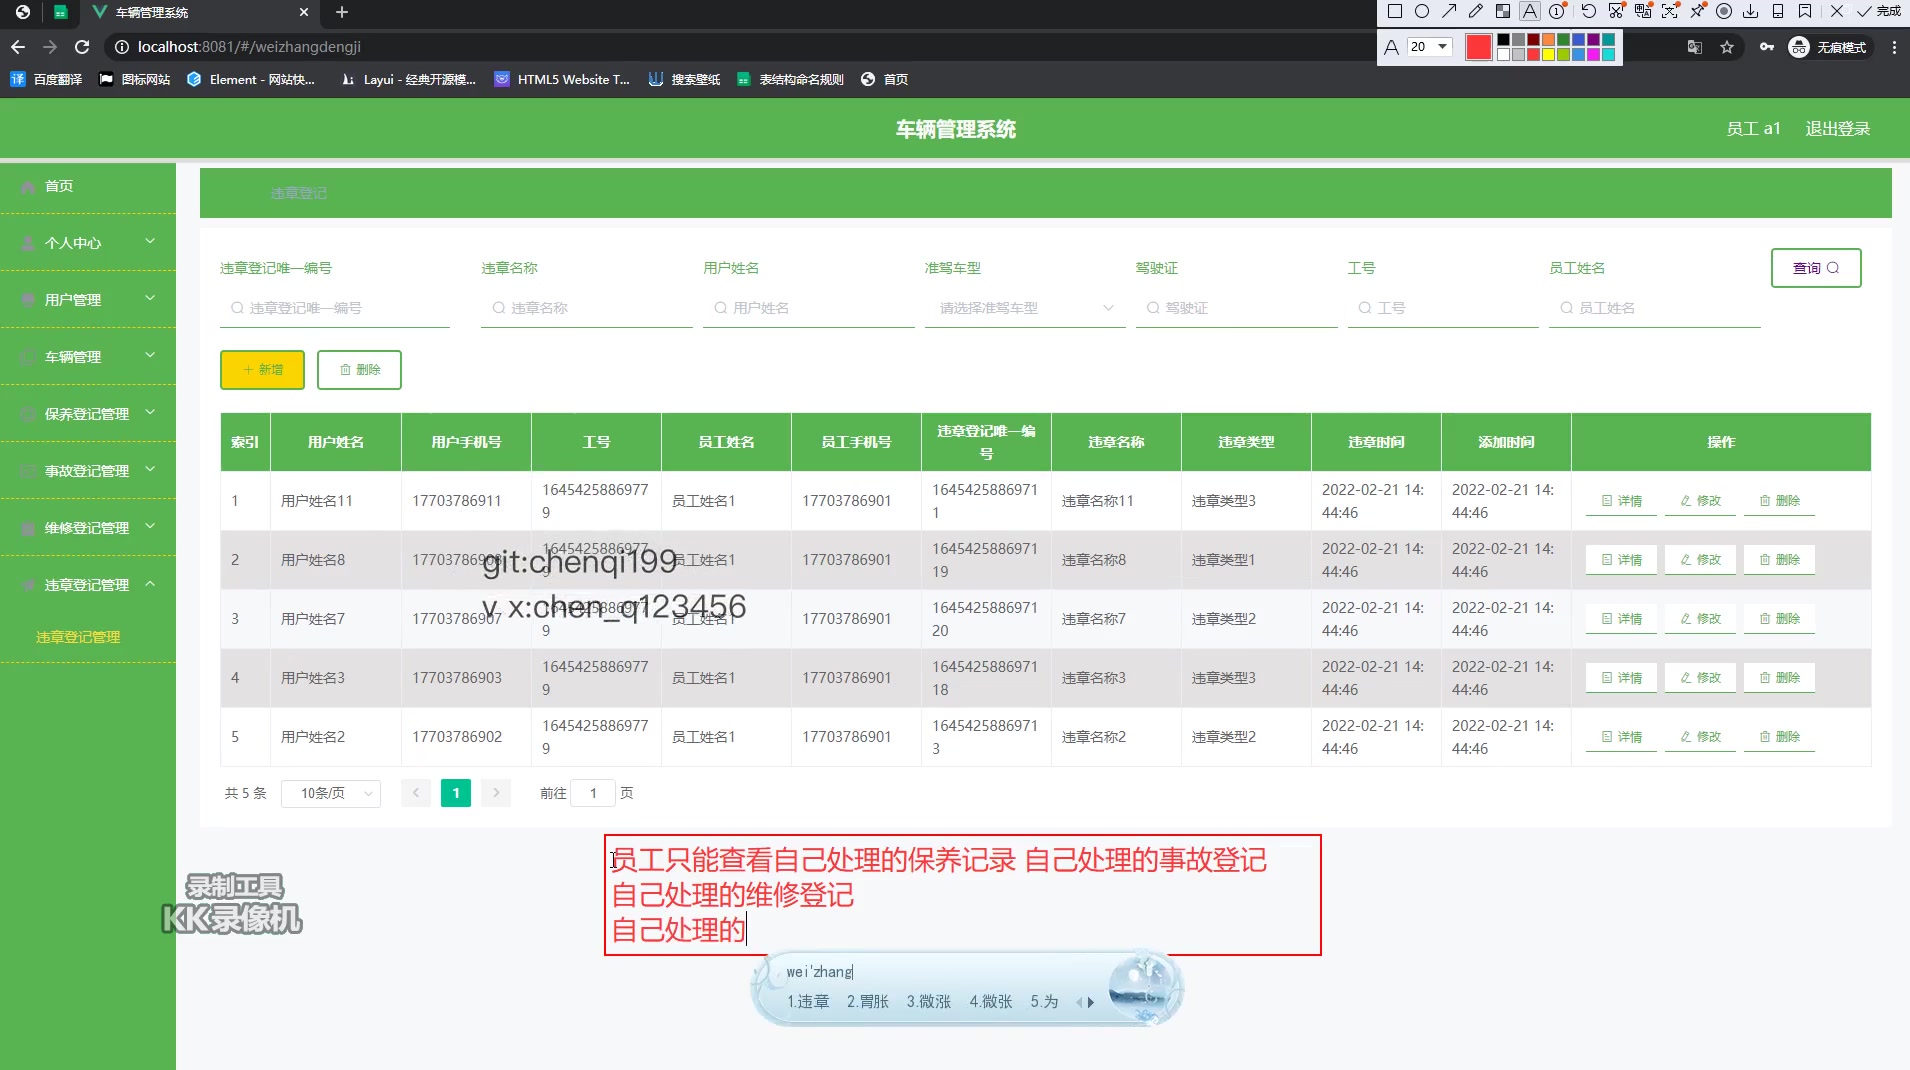 车辆管理系统
完成
localhost:8081/#/weizhangdengji
A 20
无痕模式
译 百度翻译 图标网站 Element - 网站快... Layui - 经典开源模... HTML5 Website T... 搜索壁纸 表结构命名规则 首页
车辆管理系统
员工 a1 退出登录
首页
个人中心
用户管理
车辆管理
保养登记管理
事故登记管理
维修登记管理
违章登记管理
违章登记管理
违章登记
违章登记唯一编号 违章名称 用户姓名 准驾车型 驾驶证 工号 员工姓名
查询
违章登记唯一编号 违章名称 用户姓名 请选择准驾车型 驾驶证 工号 员工姓名
新增 删除
索引 用户姓名 用户手机号 工号 员工姓名 员工手机号 违章登记唯一编号 违章名称 违章类型 违章时间 添加时间 操作
1 用户姓名11 17703786911 16454258869779 员工姓名1 17703786901 16454258869711 违章名称11 违章类型3 2022-02-21 14:44:46 2022-02-21 14:44:46 详情 修改 删除
2 用户姓名8 17703786908 16454258869779 员工姓名1 17703786901 164542588697119 违章名称8 违章类型1 2022-02-21 14:44:46 2022-02-21 14:44:46 详情 修改 删除
3 用户姓名7 17703786907 16454258869779 员工姓名1 17703786901 164542588697120 违章名称7 违章类型2 2022-02-21 14:44:46 2022-02-21 14:44:46 详情 修改 删除
4 用户姓名3 17703786903 16454258869779 员工姓名1 17703786901 164542588697118 违章名称3 违章类型3 2022-02-21 14:44:46 2022-02-21 14:44:46 详情 修改 删除
5 用户姓名2 17703786902 16454258869779 员工姓名1 17703786901 16454258869713 违章名称2 违章类型2 2022-02-21 14:44:46 2022-02-21 14:44:46 详情 修改 删除
git:chenqi199
v x:chen_q123456
共 5 条 10条/页 1 前往 1 页
员工只能查看自己处理的保养记录 自己处理的事故登记
自己处理的维修登记
自己处理的
录制工具
KK录像机
wei'zhang
1.违章 2.胃胀 3.微涨 4.微张 5.为